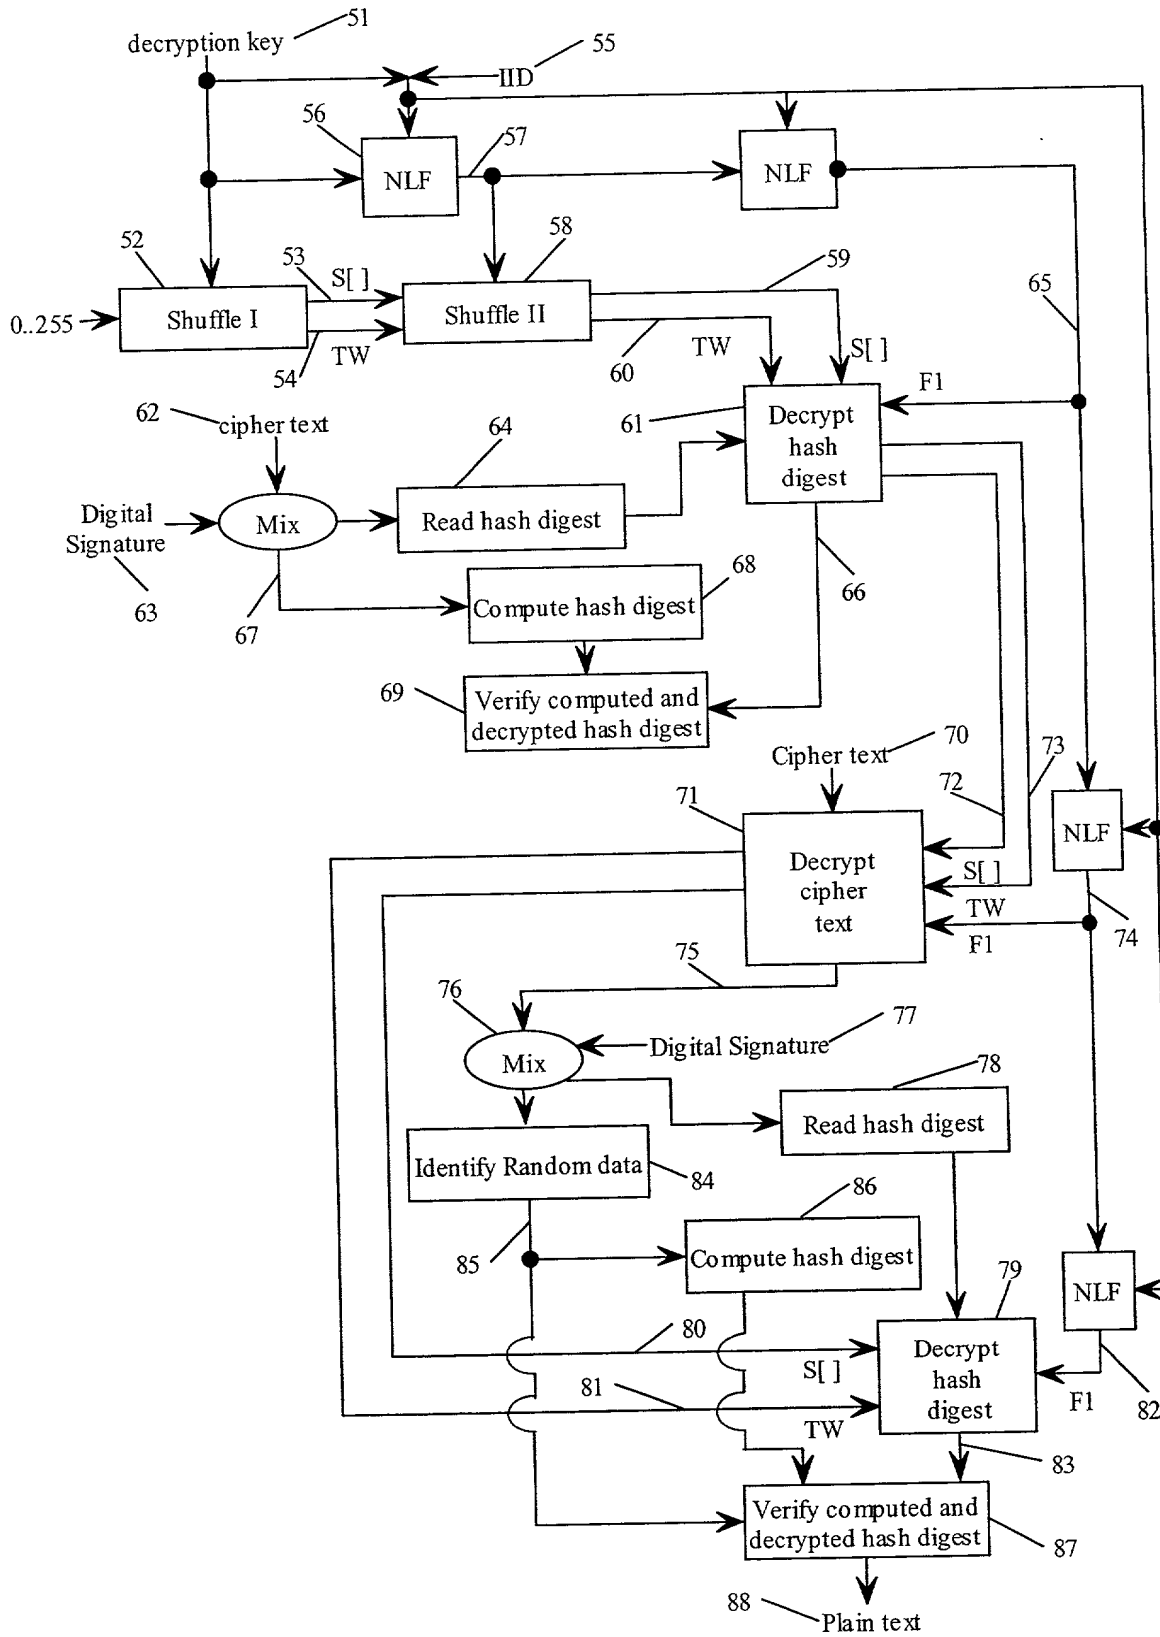 51
decryption key
55
IID
56
57
NLF
NLF
52
53
S[ ]
58
59
65
0..255
Shuffle I
Shuffle II
54
TW
60
TW
S[ ]
F1
62
cipher text
64
61
Decrypt
hash
digest
Digital
Signature
Mix
Read hash digest
63
67
68
66
Compute hash digest
69
Verify computed and
decrypted hash digest
Cipher text
70
73
72
71
NLF
Decrypt
cipher
text
S[ ]
TW
F1
74
75
76
77
Mix
Digital Signature
78
Read hash digest
Identify Random data
84
86
85
Compute hash digest
79
NLF
80
Decrypt
hash
digest
S[ ]
81
F1
82
TW
83
Verify computed and
decrypted hash digest
87
88
Plain text